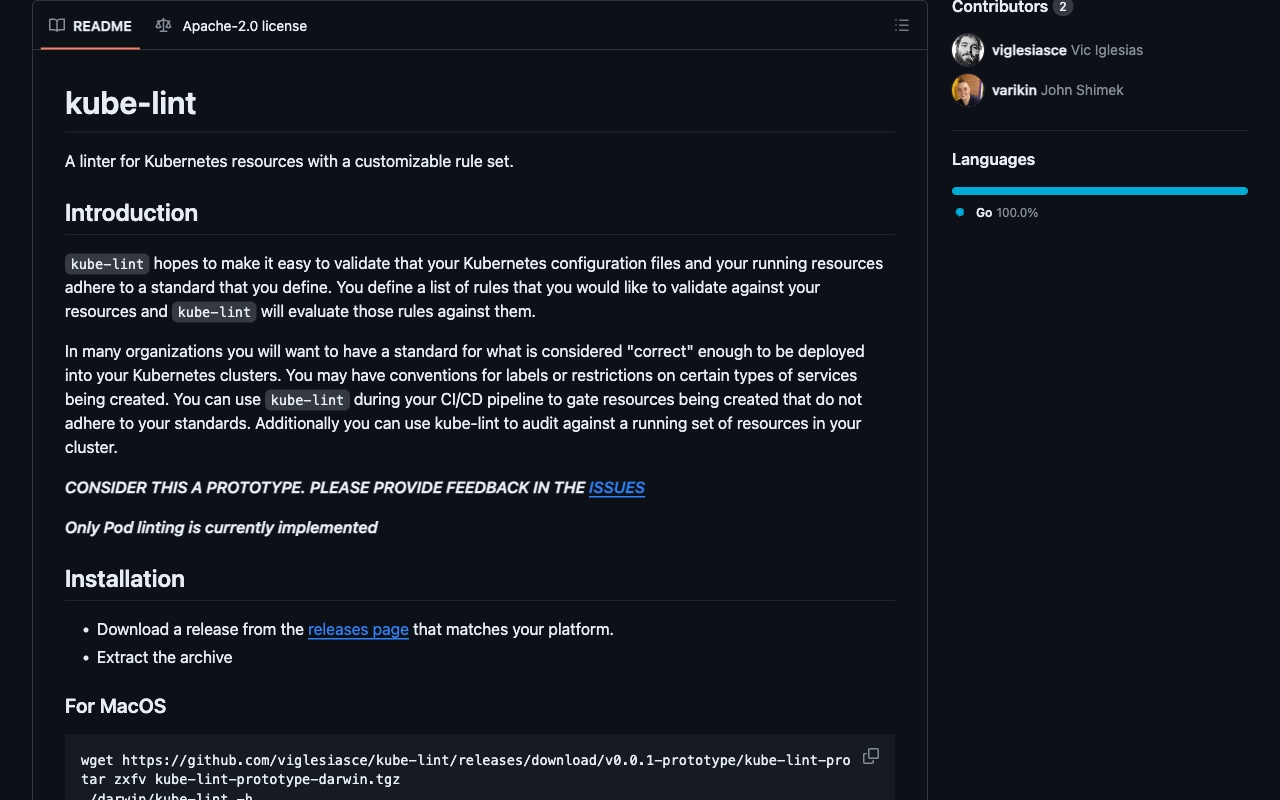 README
Apache-2.0 license
kube-lint
A linter for Kubernetes resources with a customizable rule set.
Introduction
kube-lint hopes to make it easy to validate that your Kubernetes configuration files and your running resources
adhere to a standard that you define. You define a list of rules that you would like to validate against your
resources and kube-lint will evaluate those rules against them.
In many organizations you will want to have a standard for what is considered "correct" enough to be deployed
into your Kubernetes clusters. You may have conventions for labels or restrictions on certain types of services
being created. You can use kube-lint during your CI/CD pipeline to gate resources being created that do not
adhere to your standards. Additionally you can use kube-lint to audit against a running set of resources in your
cluster.
CONSIDER THIS A PROTOTYPE. PLEASE PROVIDE FEEDBACK IN THE ISSUES
Only Pod linting is currently implemented
Installation
• Download a release from the releases page that matches your platform.
• Extract the archive
For MacOS
wget https://github.com/viglesiasce/kube-lint/releases/download/v0.0.1-prototype/kube-lint-pro
tar zxfv kube-lint-prototype-darwin.tgz
./darwin/kube-lint -h
Contributors 2
viglesiasce Vic Iglesias
varikin John Shimek
Languages
Go 100.0%